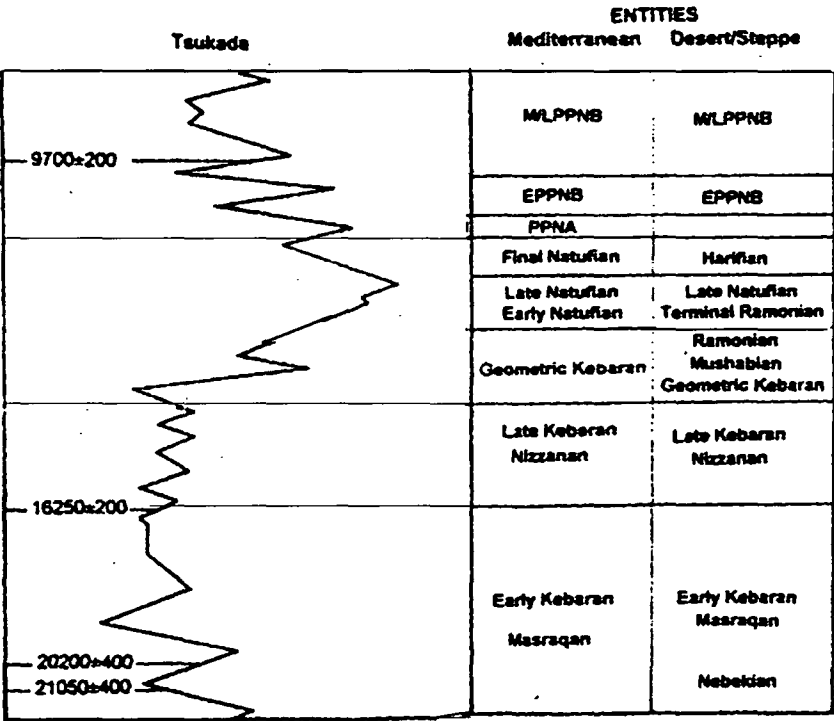 ENTITIES
Tsukada
Mediterranean Desert/Steppe
M/LPPNB M/LPPNB
9700±200
EPPNB EPPNB
PPNA
Final Natufian Harifian
Late Natufian Late Natufian
Early Natufian Terminal Ramonian
Ramonian
Geometric Kebaran Mushabian
Geometric Kebaran
Late Kebaran Late Kebaran
Nizzanan Nizzanan
16250±200
Early Kebaran Early Kebaran
Masraqan Masraqan
20200±400
21050±400 Nebekian